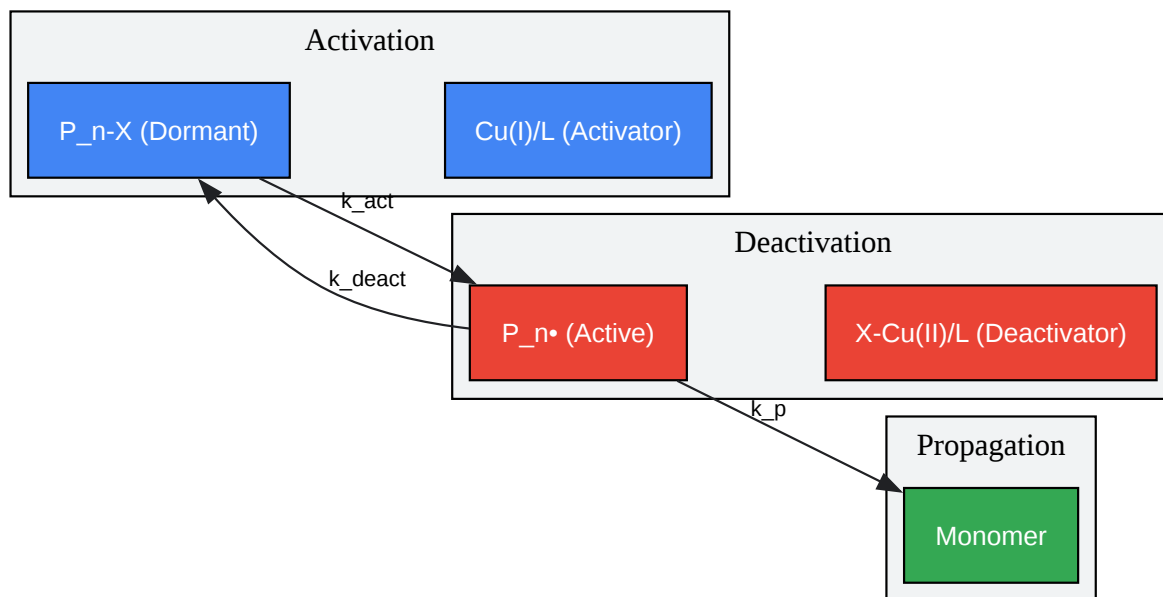 Activation
P_n-X (Dormant)
Cu(I)/L (Activator)
k_act
Deactivation
k_deact
P_n• (Active)
X-Cu(II)/L (Deactivator)
k_p
Propagation
Monomer